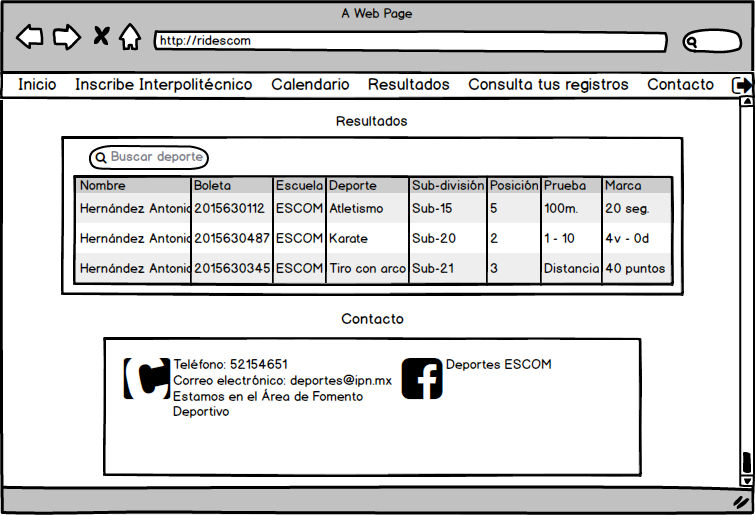 A Web Page
http://ridescom
Inicio Inscribe Interpolitécnico Calendario Resultados Consulta tus registros Contacto
Resultados
Buscar deporte
Nombre Boleta Escuela Deporte Sub-división Posición Prueba Marca
Hernández Antonio 2015630112 ESCOM Atletismo Sub-15 5 100m. 20 seg.
Hernández Antonio 2015630487 ESCOM Karate Sub-20 2 1 - 10 4v - 0d
Hernández Antonio 2015630345 ESCOM Tiro con arco Sub-21 3 Distancia 40 puntos
Contacto
Teléfono: 52154651
Correo electrónico: deportes@ipn.mx
Estamos en el Área de Fomento
Deportivo
Deportes ESCOM